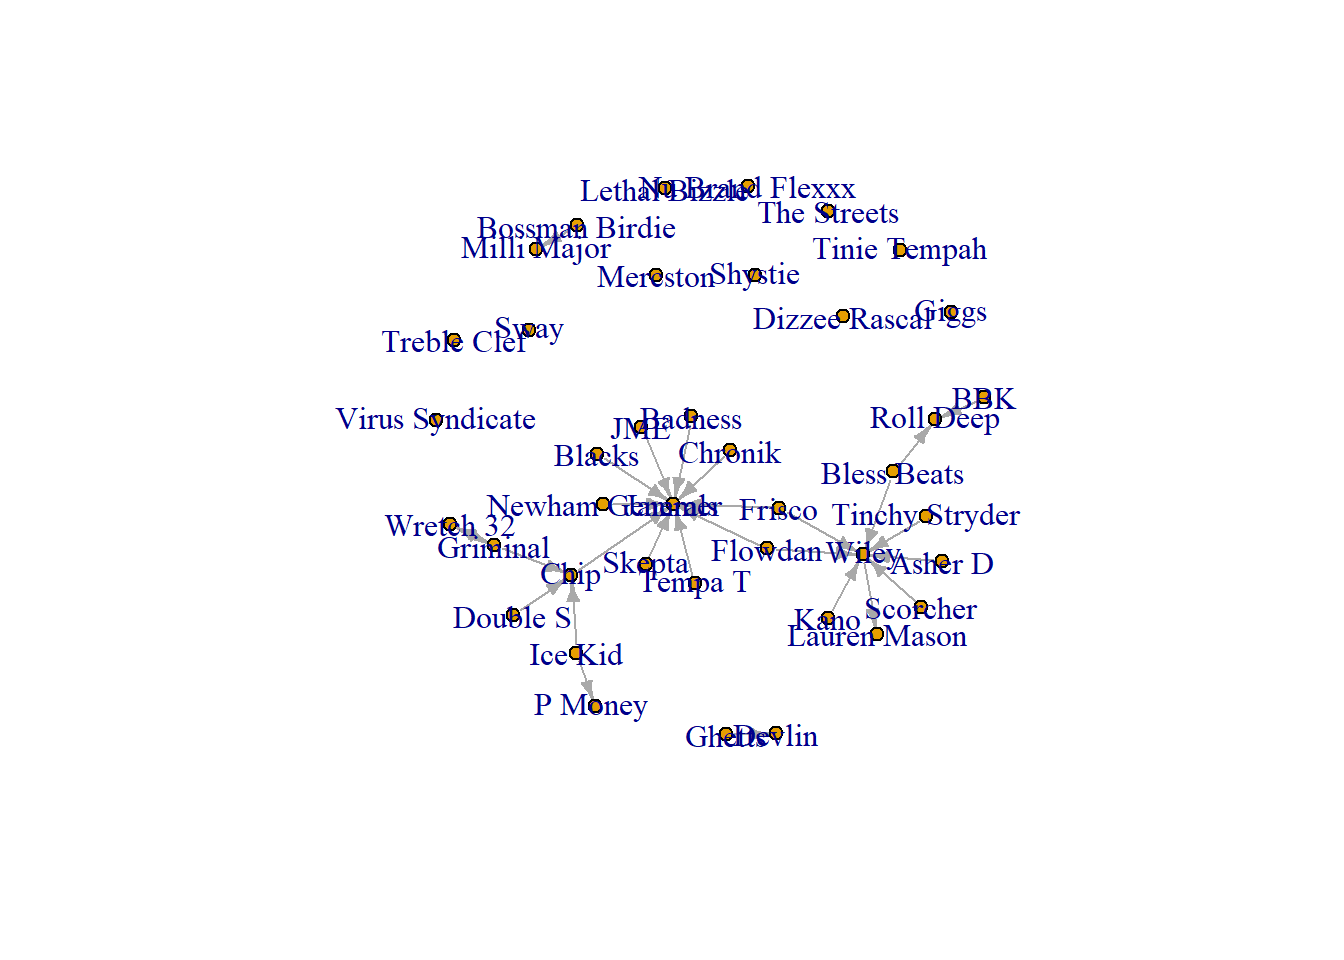 Lethal Bizzle
Nu Brand Flexxx
The Streets
Bossman Birdie
Milli Major
Tinie Tempah
Mereston
Shystie
Dizzee Rascal
Giggs
Sway
Treble Clef
BBK
Virus Syndicate
JME
Badness
Roll Deep
Blacks
Chronik
Bless Beats
Newham Generals
Jammer
Frisco
Tinchy Stryder
Wretch 32
Griminal
Flowdan
Wiley
Asher D
Chip
Skepta
Tempa T
Double S
Kano
Scorcher
Lauren Mason
Ice Kid
P Money
Ghetts
Devlin